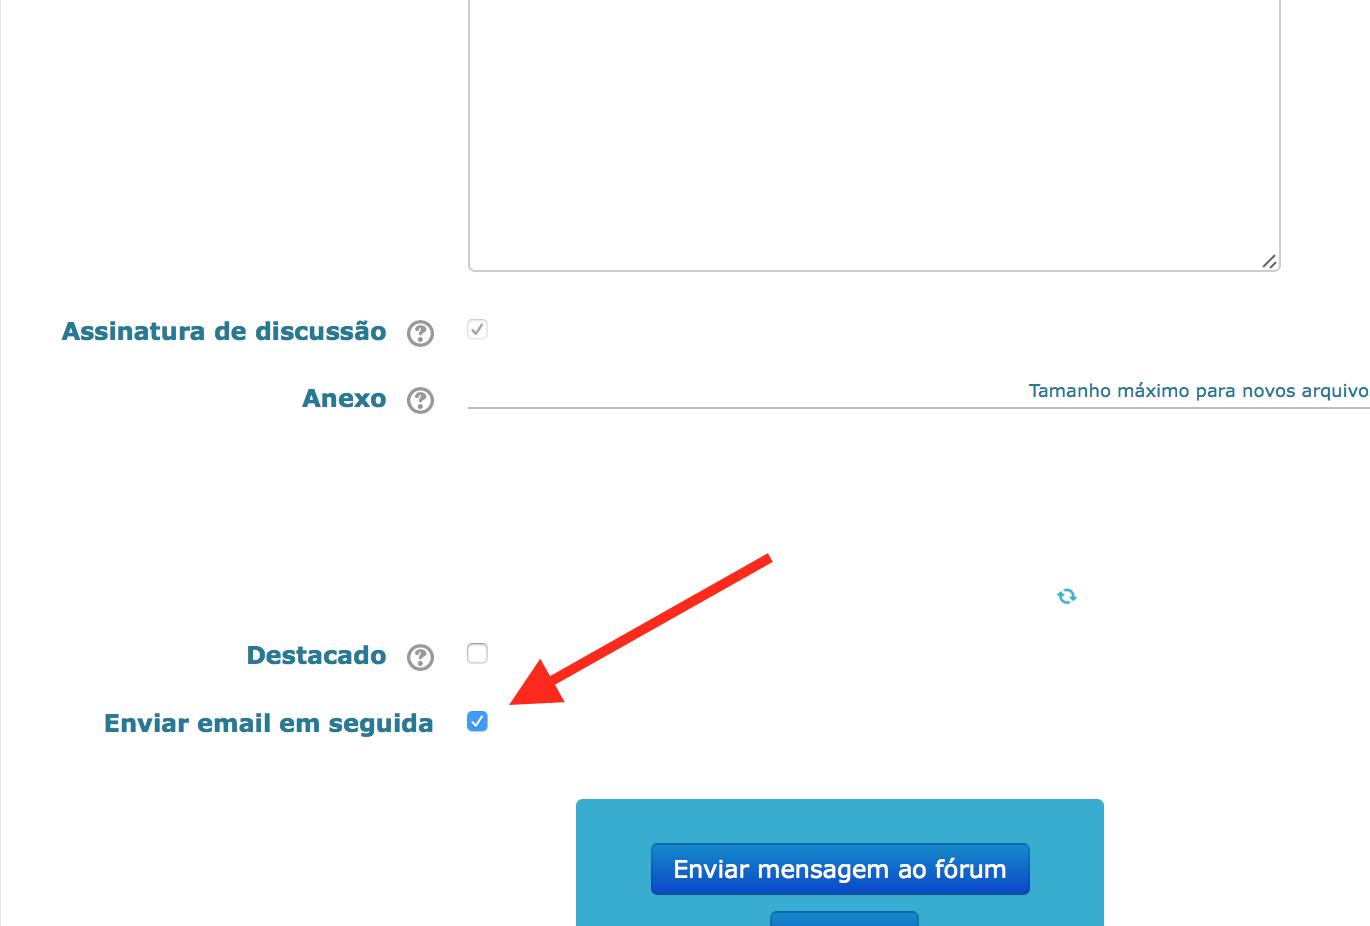 Assinatura de discussão
Anexo
Tamanho máximo para novos arquivo
Destacado
Enviar email em seguida
Enviar mensagem ao fórum